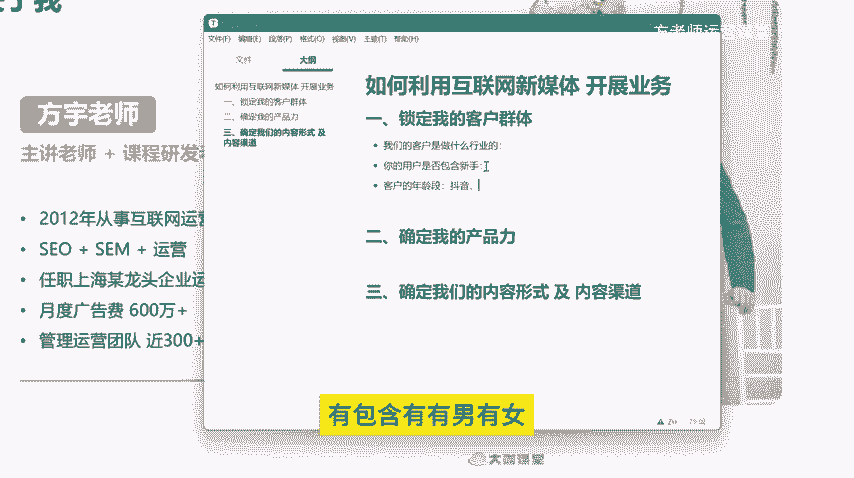 方宇老师
主讲老师 + 课程研发
• 2012年从事互联网运营
• SEO + SEM + 运营
• 任职上海某龙头企业运
• 月度广告费 600万+
• 管理运营团队 近300+
文件(F) 编辑(E) 段落(P) 格式(O) 视图(V) 主题(T) 帮助(H)
文件 大纲
如何利用互联网新媒体 开展业务
一、锁定我的客户群体
二、确定我的产品力
三、确定我们的内容形式 及
内容渠道
如何利用互联网新媒体 开展业务
一、锁定我的客户群体
• 我们的客户是做什么行业的:
• 你的用户是否包含新手:
• 客户的年龄段: 抖音、
二、确定我的产品力
三、确定我们的内容形式 及 内容渠道
有包含有有男有女